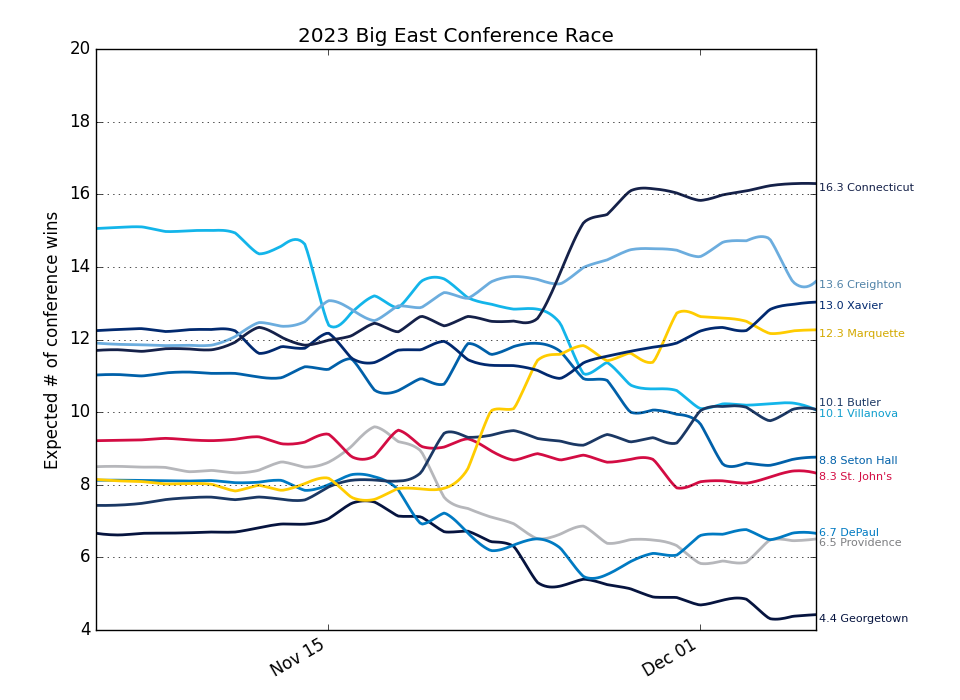 2023 Big East Conference Race
Expected # of conference wins
20
18
16
14
12
10
8
6
4
Nov 15
Dec 01
16.3 Connecticut
13.6 Creighton
13.0 Xavier
12.3 Marquette
10.1 Butler
10.1 Villanova
8.8 Seton Hall
8.3 St. John's
6.7 DePaul
6.5 Providence
4.4 Georgetown